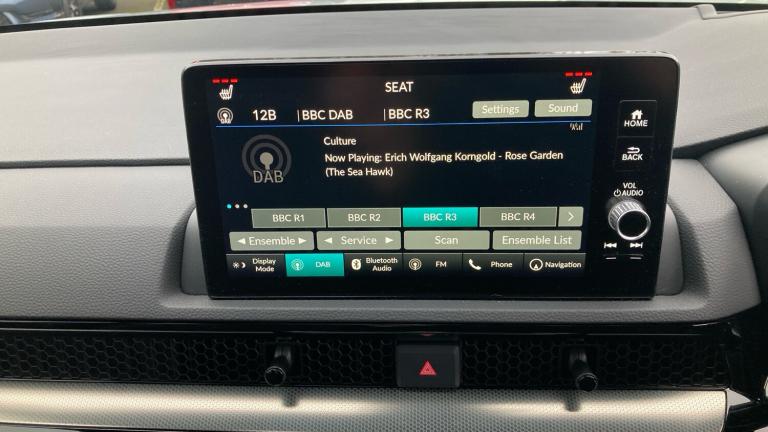 SEAT
12B BBC DAB BBC R3 Settings Sound
Culture
Now Playing: Erich Wolfgang Korngold - Rose Garden
(The Sea Hawk)
DAB
BBC R1 BBC R2 BBC R3 BBC R4
Ensemble Service Scan Ensemble List
Display Mode DAB Bluetooth Audio FM Phone Navigation
HOME
BACK
VOL
AUDIO